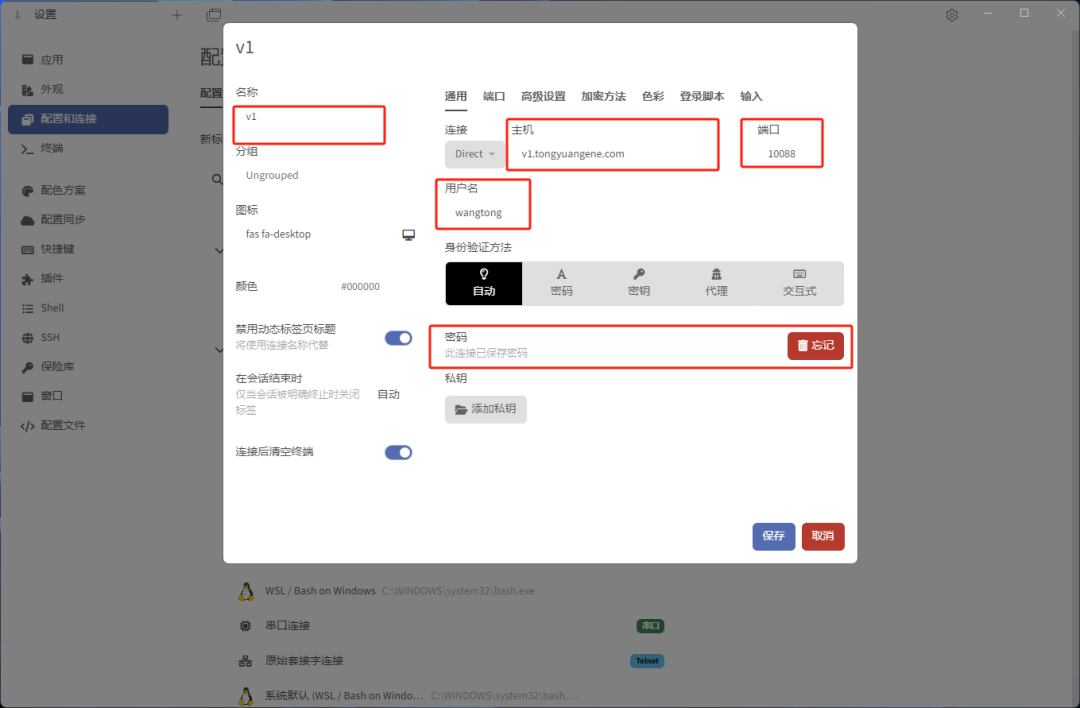 1 设置
应用
外观
配置和连接
终端
配色方案
配置同步
快捷键
插件
Shell
SSH
保险库
窗口
配置文件
配置
新标
v1
名称
v1
分组
Ungrouped
图标
fas fa-desktop
颜色 #000000
禁用动态标签页标题
将使用连接名称代替
在会话结束时
仅当会话被明确终止时关闭
标签
自动
连接后清空终端
通用 端口 高级设置 加密方法 色彩 登录脚本 输入
连接 主机 端口
Direct v1.tongyuangene.com 10088
用户名
wangtong
身份验证方法
自动 密码 密钥 代理 交互式
密码
此连接已保存密码
忘记
私钥
添加私钥
保存 取消
WSL / Bash on Windows C:\WINDOWS\system32\bash.exe
串口连接 串口
原始套接字连接 Telnet
系统默认 (WSL / Bash on Windo... C:\WINDOWS\system32\bash....